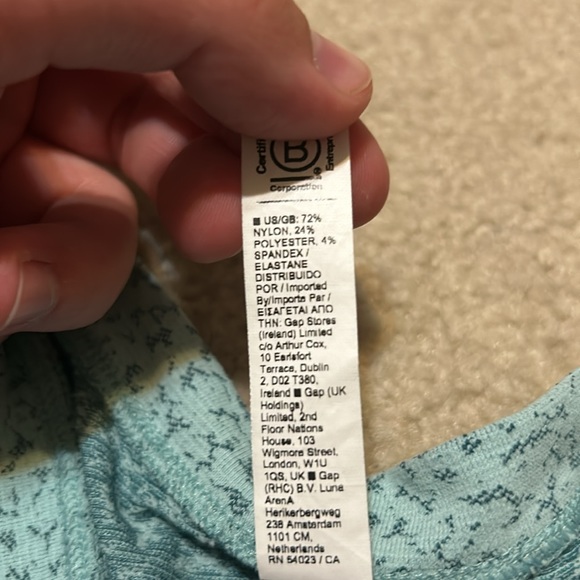 Certifi
B
Entrepr
Corporation
■ US/GB: 72%
NYLON, 24%
POLYESTER, 4%
SPANDEX /
ELASTANE
DISTRIBUIDO
POR / Imported
By/Importe Par /
ΕΙΣΑΓΕΤΑΙ ΑΠΟ
ΤΗΝ: Gap Stores
(Ireland) Limited
c/o Arthur Cox,
10 Earlsfort
Terrace, Dublin
2, D02 T380,
Ireland ■ Gap (UK
Holdings)
Limited, 2nd
Floor Nations
House, 103
Wigmore Street,
London, W1U
1QS, UK ■ Gap
(RHC) B.V. Luna
ArenA
Herikerbergweg
238 Amsterdam
1101 CM,
Netherlands
RN 54023 / CA